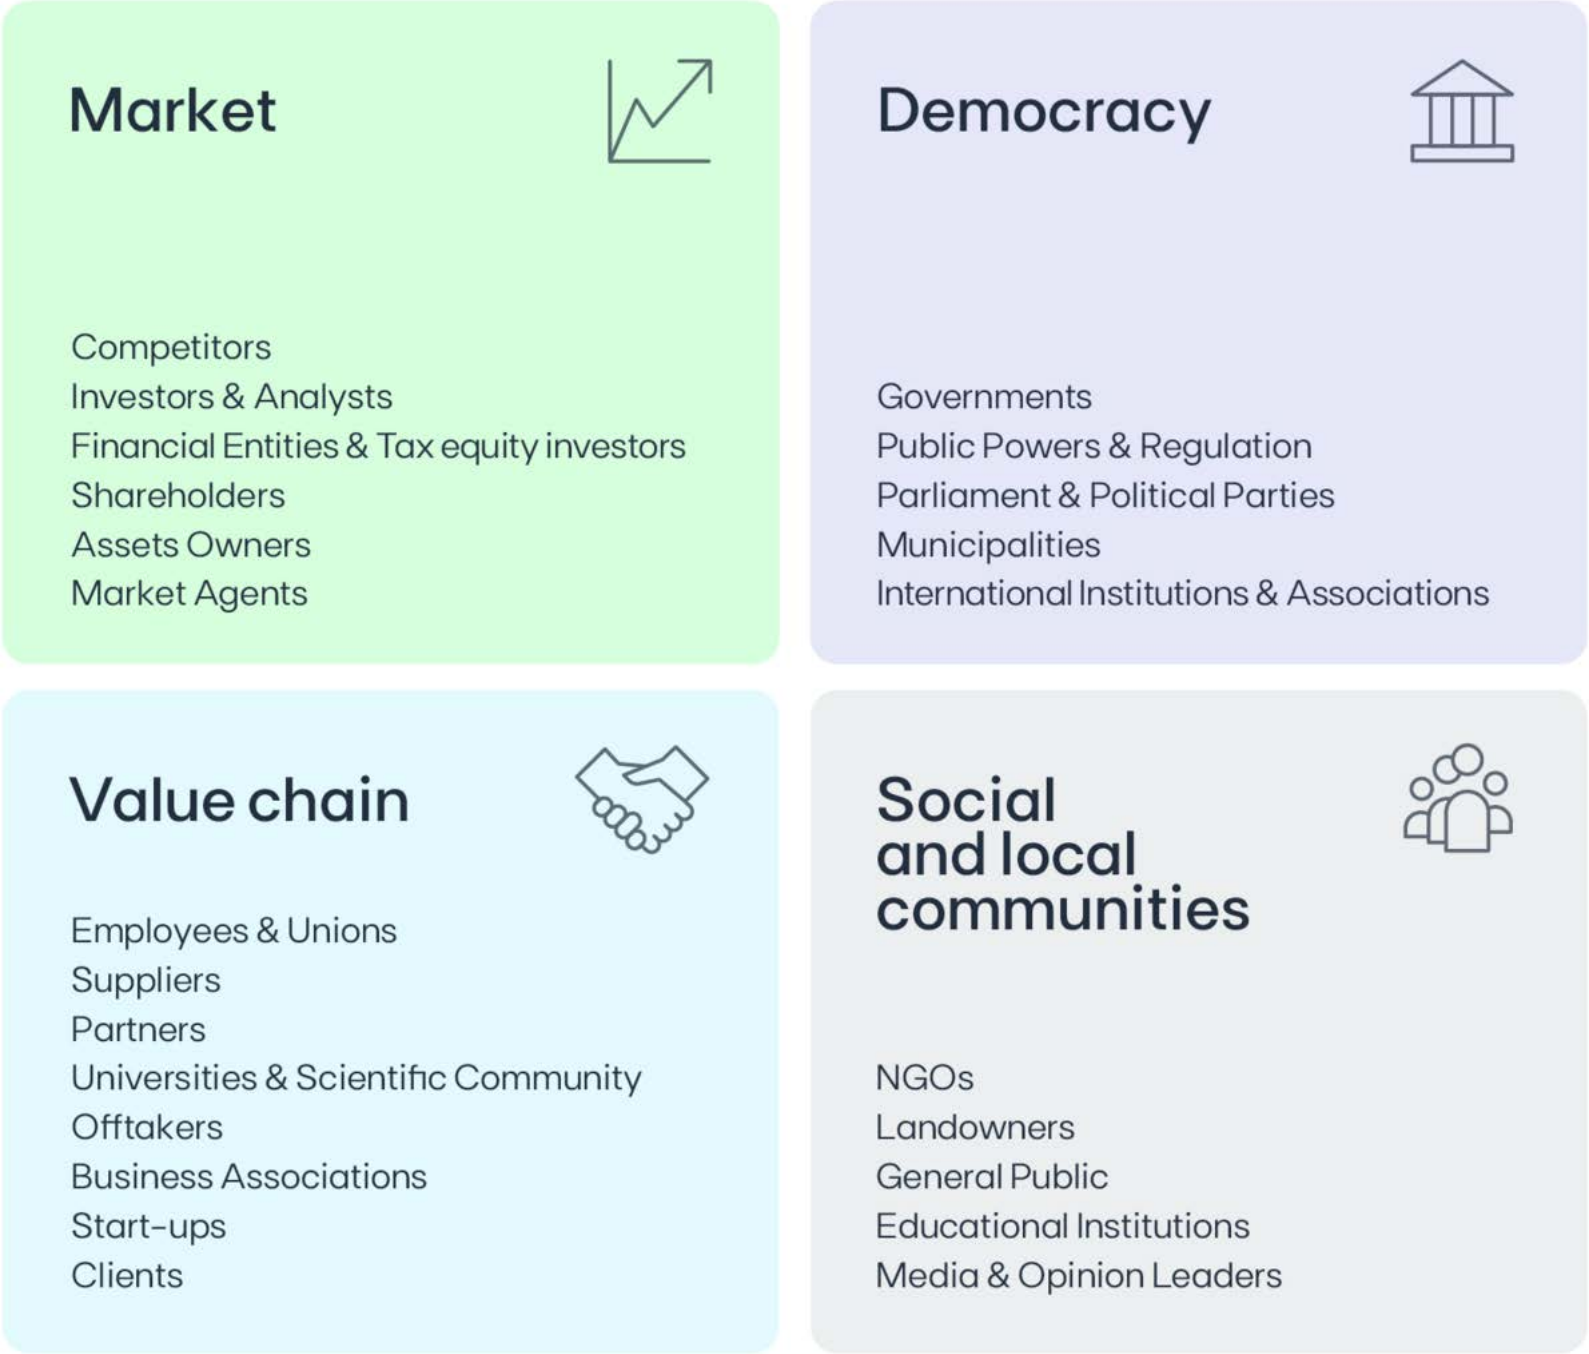 Market
Competitors
Investors & Analysts
Financial Entities & Tax equity investors
Shareholders
Assets Owners
Market Agents
Democracy
Governments
Public Powers & Regulation
Parliament & Political Parties
Municipalities
International Institutions & Associations
Value chain
Employees & Unions
Suppliers
Partners
Universities & Scientific Community
Offtakers
Business Associations
Start-ups
Clients
Social
and local
communities
NGOs
Landowners
General Public
Educational Institutions
Media & Opinion Leaders